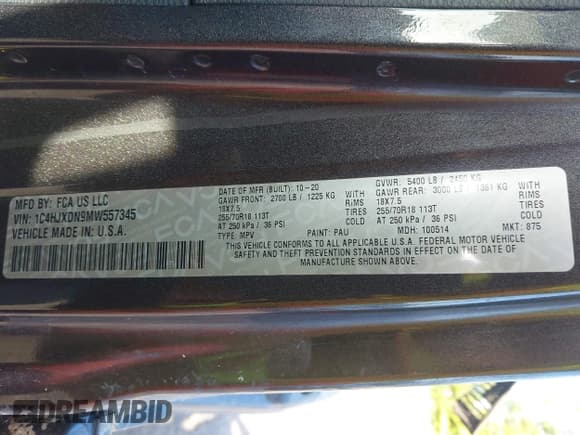 MFD BY: FCA US LLC
VIN: 1C4HJXDN9MW557345
VEHICLE MADE IN: U.S.A.
DATE OF MFR (BUILT): 10-20
GAWR FRONT: 2700 LB / 1225 KG
18X7.5 RIMS
255/70R18 113T TIRES
AT 250 kPa / 36 PSI COLD
TYPE: MPV
GVWR: 5400 LB / 2450 KG
GAWR REAR: 3000 LB / 1361 KG
18X7.5 RIMS
255/70R18 113T TIRES
AT 250 kPa / 36 PSI COLD
PAINT: PAU MDH: 100514 MKT: 875
THIS VEHICLE CONFORMS TO ALL APPLICABLE U.S.A. FEDERAL MOTOR VEHICLE
SAFETY AND THEFT PREVENTION STANDARDS IN EFFECT ON THE DATE OF
MANUFACTURE SHOWN ABOVE.
DREAMBID